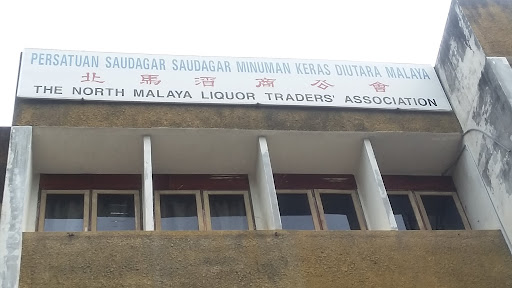 PERSATUAN SAUDAGAR SAUDAGAR MINUMAN KERAS DIUTARA MALAYA
北馬酒商公會
THE NORTH MALAYA LIQUOR TRADERS' ASSOCIATION